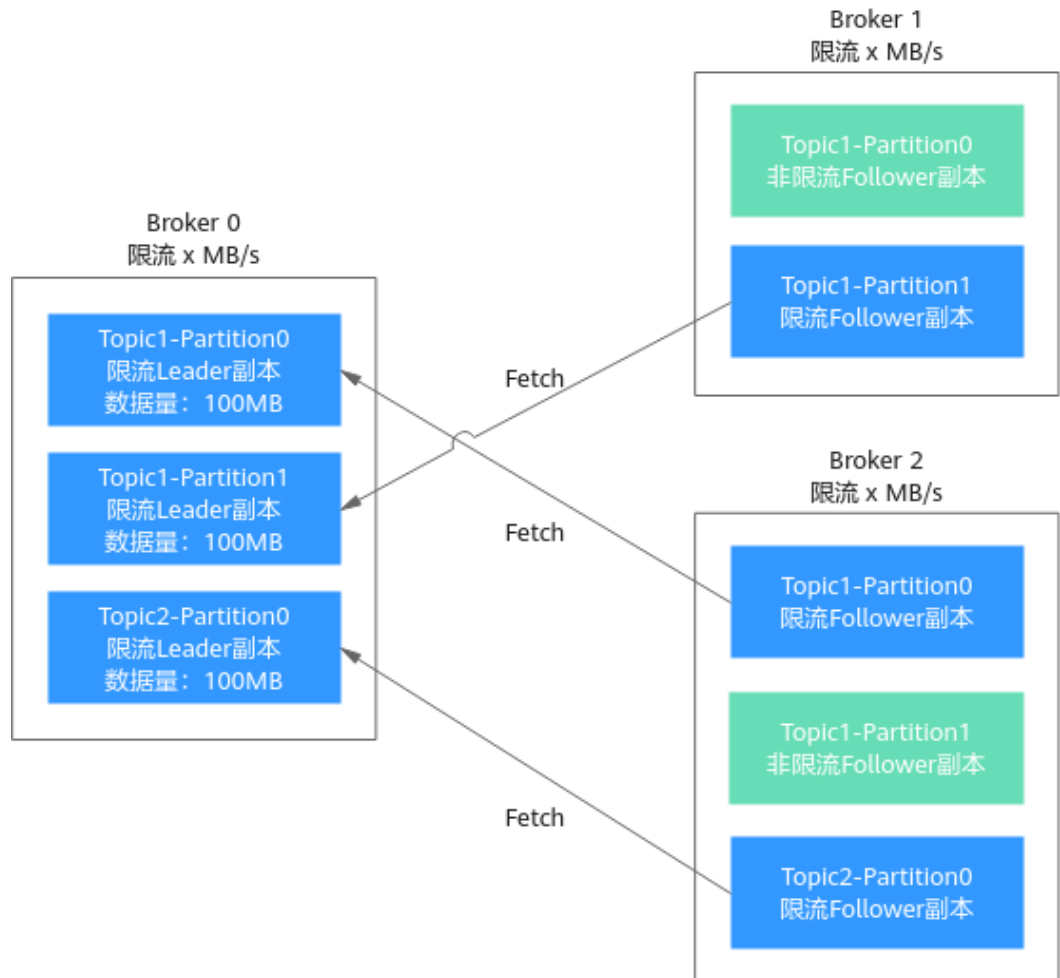 Broker 0
限流 x MB/s
Topic1-Partition0
限流Leader副本
数据量：100MB
Topic1-Partition1
限流Leader副本
数据量：100MB
Topic2-Partition0
限流Leader副本
数据量：100MB
Fetch
Fetch
Fetch
Broker 1
限流 x MB/s
Topic1-Partition0
非限流Follower副本
Topic1-Partition1
限流Follower副本
Broker 2
限流 x MB/s
Topic1-Partition0
限流Follower副本
Topic1-Partition1
非限流Follower副本
Topic2-Partition0
限流Follower副本